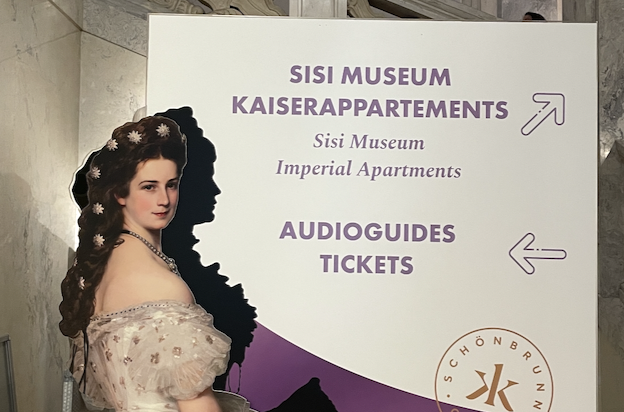 SISI MUSEUM
KAISERAPPARTEMENTS
Sisi Museum
Imperial Apartments
AUDIOGUIDES
TICKETS
SCHÖNBRUNN